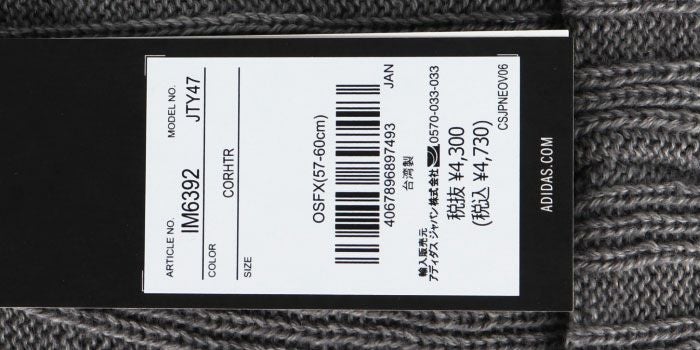 ARTICLE NO. MODEL NO.
IM6392 JTY47
COLOR
CORHTR
SIZE
OSFX(57-60cm)
JAN
4067896897493
台湾製
輸入販売元
アディダス ジャパン株式会社 0570-033-033
税抜 ¥4,300
(税込 ¥4,730)
CSJPNEOV06
ADIDAS.COM